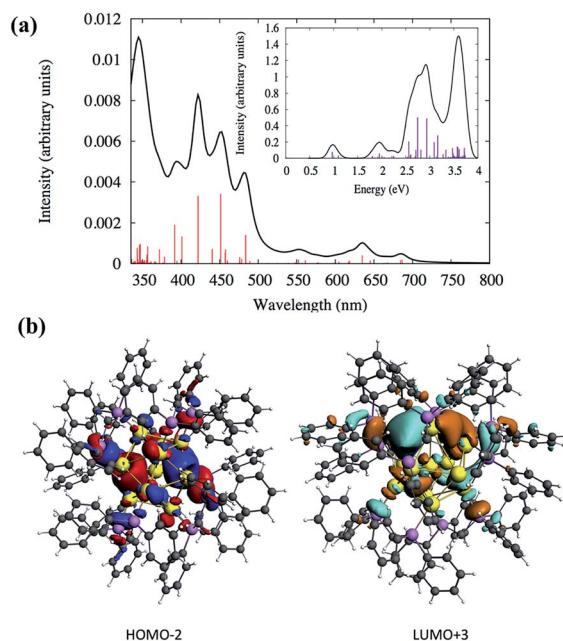 (a)
0.012
0.01
0.008
0.006
0.004
0.002
0
350 400 450 500 550 600 650 700 750 800
Wavelength (nm)
Intensity (arbitrary units)
1.6
1.4
1.2
1
0.8
0.6
0.4
0.2
0
0 0.5 1 1.5 2 2.5 3 3.5 4
Energy (eV)
Intensity (arbitrary units)
(b)
HOMO-2
LUMO+3